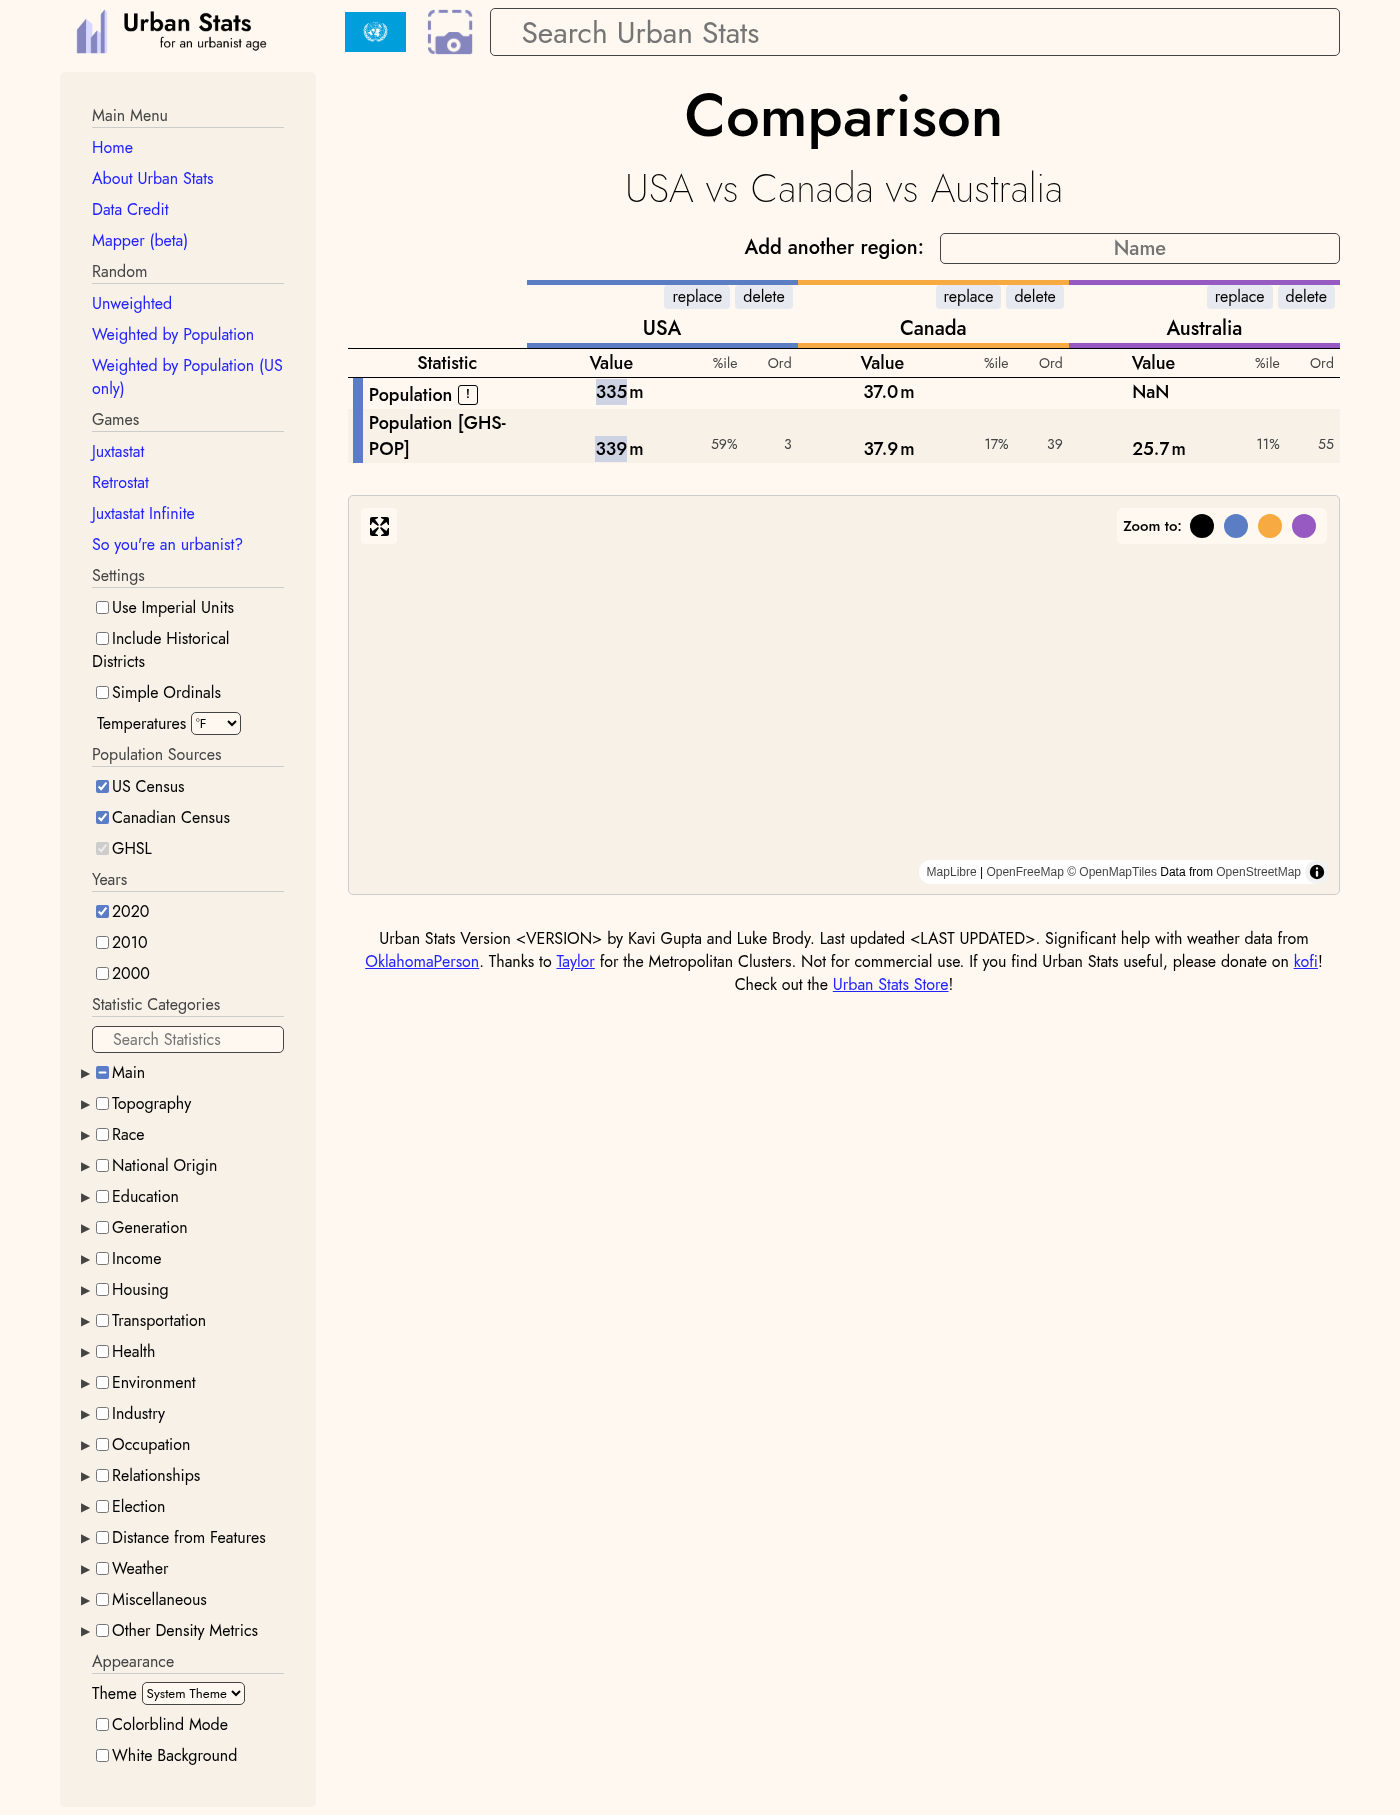 Urban Stats
for an urbanist age
Search Urban Stats
Main Menu
Home
About Urban Stats
Data Credit
Mapper (beta)
Random
Unweighted
Weighted by Population
Weighted by Population (US
only)
Games
Juxtastat
Retrostat
Juxtastat Infinite
So you're an urbanist?
Settings
Use Imperial Units
Include Historical
Districts
Simple Ordinals
Temperatures °F
Population Sources
US Census
Canadian Census
GHSL
Years
2020
2010
2000
Statistic Categories
Search Statistics
Main
Topography
Race
National Origin
Education
Generation
Income
Housing
Transportation
Health
Environment
Industry
Occupation
Relationships
Election
Distance from Features
Weather
Miscellaneous
Other Density Metrics
Appearance
Theme System Theme
Colorblind Mode
White Background
Comparison
USA vs Canada vs Australia
Add another region: Name
replace delete replace delete replace delete
USA Canada Australia
Statistic Value %ile Ord Value %ile Ord Value %ile Ord
Population ! 335 m 37.0 m NaN
Population [GHS-
POP] 339 m 59% 3 37.9 m 17% 39 25.7 m 11% 55
Zoom to:
MapLibre | OpenFreeMap © OpenMapTiles Data from OpenStreetMap
Urban Stats Version <VERSION> by Kavi Gupta and Luke Brody. Last updated <LAST UPDATED>. Significant help with weather data from
OklahomaPerson. Thanks to Taylor for the Metropolitan Clusters. Not for commercial use. If you find Urban Stats useful, please donate on kofi!
Check out the Urban Stats Store!